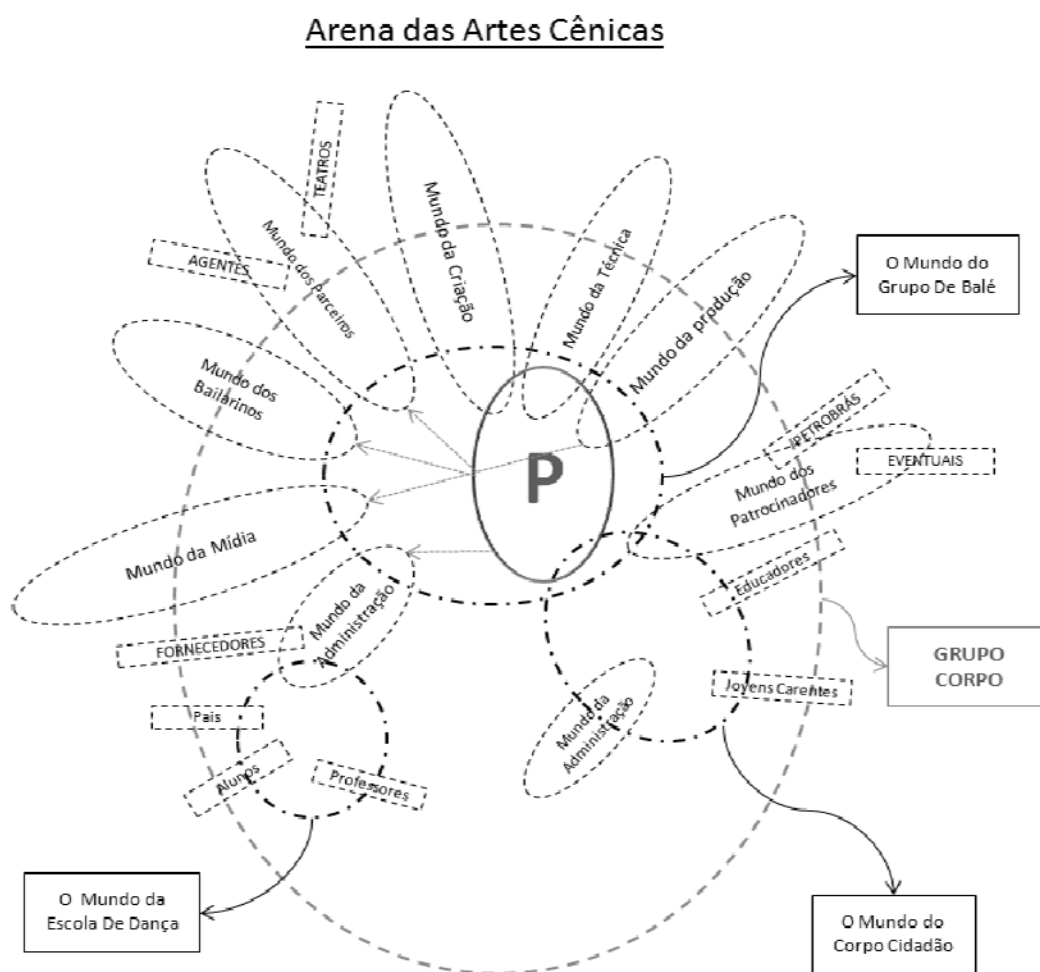 Arena das Artes Cênicas
TEATROS
AGENTES
Mundo dos Parceiros
Mundo da Criação
Mundo da Técnica
Mundo da produção
O Mundo do
Grupo De Balé
Mundo dos
Bailarinos
P
PETROBRÁS
EVENTUAIS
Mundo dos
Patrocinadores
Mundo da Mídia
Educadores
Mundo da
Administração
FORNECEDORES
GRUPO
CORPO
Jovens Carentes
Pais
Mundo da
Administração
Alunos
Professores
O Mundo da
Escola De Dança
O Mundo do
Corpo Cidadão